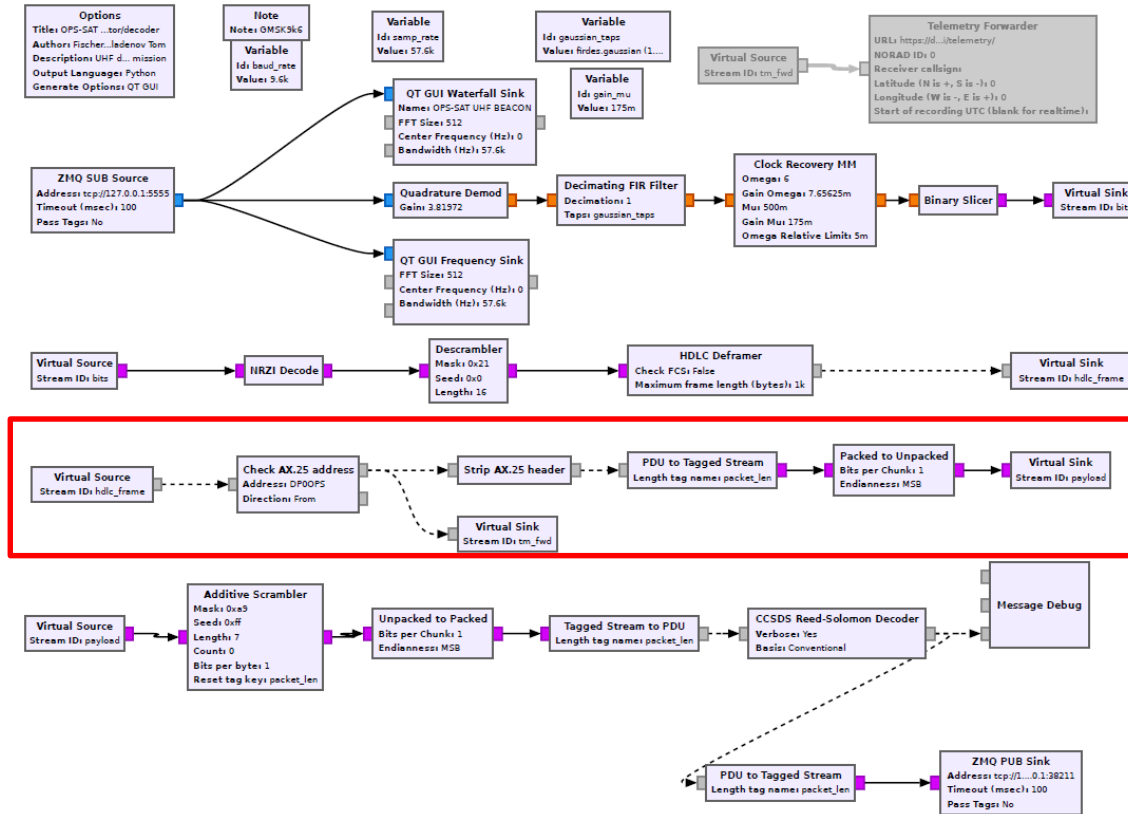 Options
Title: OPS-SAT ...tor/decoder
Author: Fischer...ladenov Tom
Description: UHF d... mission
Output Language: Python
Generate Options: QT GUI
Note
Note: GMSK9k6
Variable
Id: baud_rate
Value: 9.6k
Variable
Id: samp_rate
Value: 57.6k
Variable
Id: gaussian_taps
Value: firdes.gaussian (1....
Variable
Id: gain_mu
Value: 175m
Virtual Source
Stream ID: tm_fwd
Telemetry Forwarder
URL: https://d...i/telemetry/
NORAD ID: 0
Receiver callsign:
Latitude (N is +, S is -): 0
Longitude (W is -, E is +): 0
Start of recording UTC (blank for realtime):
QT GUI Waterfall Sink
Name: OPS-SAT UHF BEACON
FFT Size: 512
Center Frequency (Hz): 0
Bandwidth (Hz): 57.6k
ZMQ SUB Source
Address: tcp://127.0.0.1:5555
Timeout (msec): 100
Pass Tags: No
Quadrature Demod
Gain: 3.81972
Decimating FIR Filter
Decimation: 1
Taps: gaussian_taps
Clock Recovery MM
Omega: 6
Gain Omega: 7.65625m
Mu: 500m
Gain Mu: 175m
Omega Relative Limit: 5m
Binary Slicer
Virtual Sink
Stream ID: bit
QT GUI Frequency Sink
FFT Size: 512
Center Frequency (Hz): 0
Bandwidth (Hz): 57.6k
Virtual Source
Stream ID: bits
NRZI Decode
Descrambler
Mask: 0x21
Seed: 0x0
Length: 16
HDLC Deframer
Check FCS: False
Maximum frame length (bytes): 1k
Virtual Sink
Stream ID: hdlc_frame
Virtual Source
Stream ID: hdlc_frame
Check AX.25 address
Address: DP0OPS
Direction: From
Strip AX.25 header
PDU to Tagged Stream
Length tag name: packet_len
Packed to Unpacked
Bits per Chunk: 1
Endianness: MSB
Virtual Sink
Stream ID: payload
Virtual Sink
Stream ID: tm_fwd
Virtual Source
Stream ID: payload
Additive Scrambler
Mask: 0xa9
Seed: 0xff
Length: 7
Count: 0
Bits per byte: 1
Reset tag key: packet_len
Unpacked to Packed
Bits per Chunk: 1
Endianness: MSB
Tagged Stream to PDU
Length tag name: packet_len
CCSDS Reed-Solomon Decoder
Verbose: Yes
Basis: Conventional
Message Debug
PDU to Tagged Stream
Length tag name: packet_len
ZMQ PUB Sink
Address: tcp://1....0.1:38211
Timeout (msec): 100
Pass Tags: No